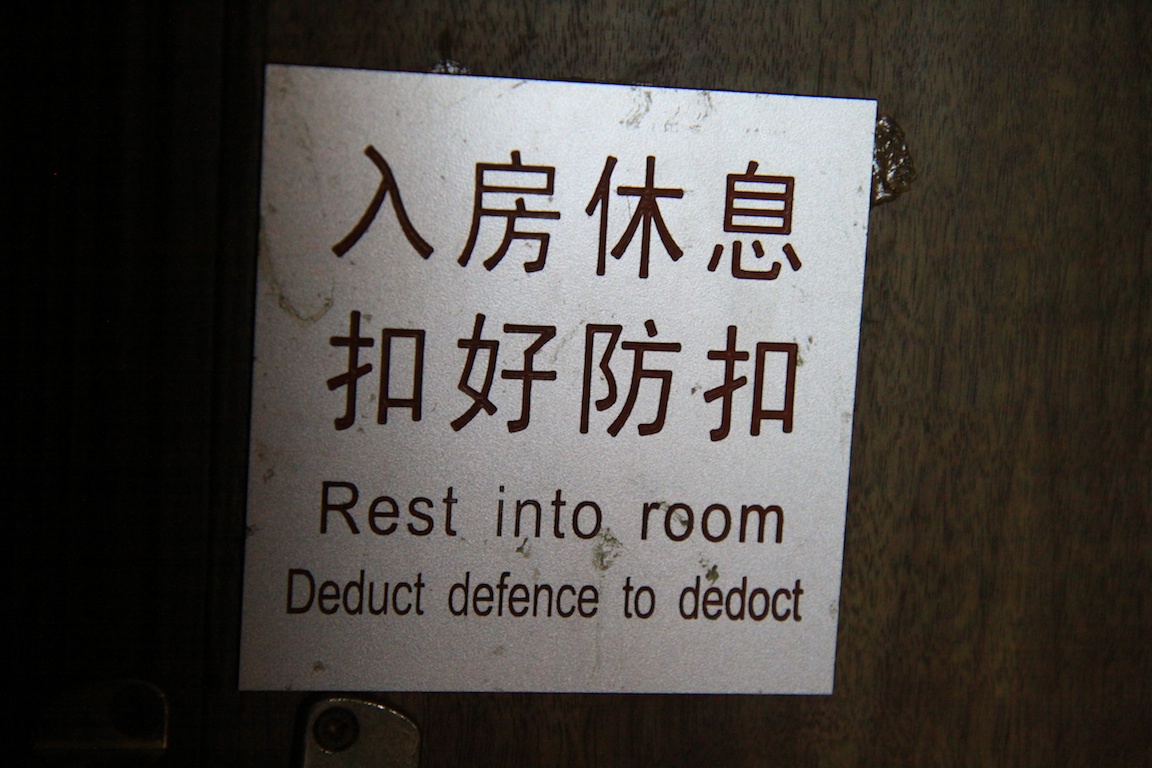 入房休息
扣好防扣
Rest into room
Deduct defence to dedoct